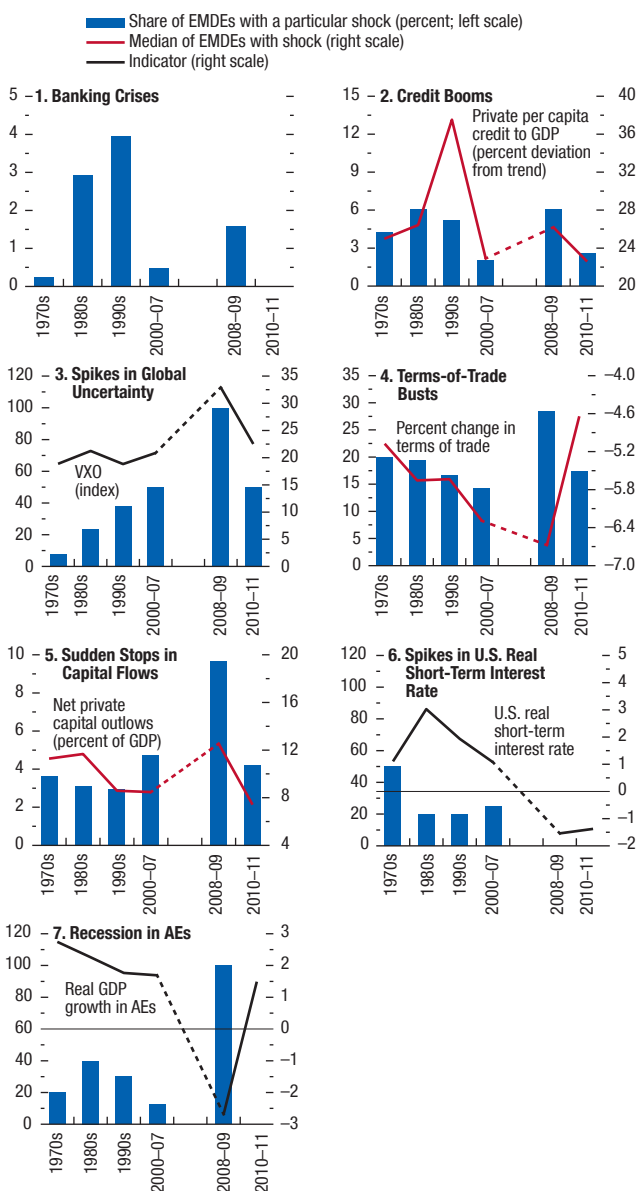 Share of EMDEs with a particular shock (percent; left scale)
Median of EMDEs with shock (right scale)
Indicator (right scale)
1. Banking Crises
5
4
3
2
1
0
1970s
1980s
1990s
2000–07
2008–09
2010–11
2. Credit Booms
Private per capita
credit to GDP
(percent deviation
from trend)
15
12
9
6
3
0
40
36
32
28
24
20
1970s
1980s
1990s
2000–07
2008–09
2010–11
3. Spikes in Global
Uncertainty
VXO
(index)
120
100
80
60
40
20
0
35
30
25
20
15
10
5
0
1970s
1980s
1990s
2000–07
2008–09
2010–11
4. Terms-of-Trade
Busts
Percent change in
terms of trade
35
30
25
20
15
10
5
0
–4.0
–4.6
–5.2
–5.8
–6.4
–7.0
1970s
1980s
1990s
2000–07
2008–09
2010–11
5. Sudden Stops in
Capital Flows
Net private
capital outlows
(percent of GDP)
10
8
6
4
2
0
20
16
12
8
4
1970s
1980s
1990s
2000–07
2008–09
2010–11
6. Spikes in U.S. Real
Short-Term Interest
Rate
U.S. real
short-term
interest rate
120
100
80
60
40
20
0
5
4
3
2
1
0
–1
–2
1970s
1980s
1990s
2000–07
2008–09
2010–11
7. Recession in AEs
Real GDP
growth in AEs
120
100
80
60
40
20
0
3
2
1
0
–1
–2
–3
1970s
1980s
1990s
2000–07
2008–09
2010–11